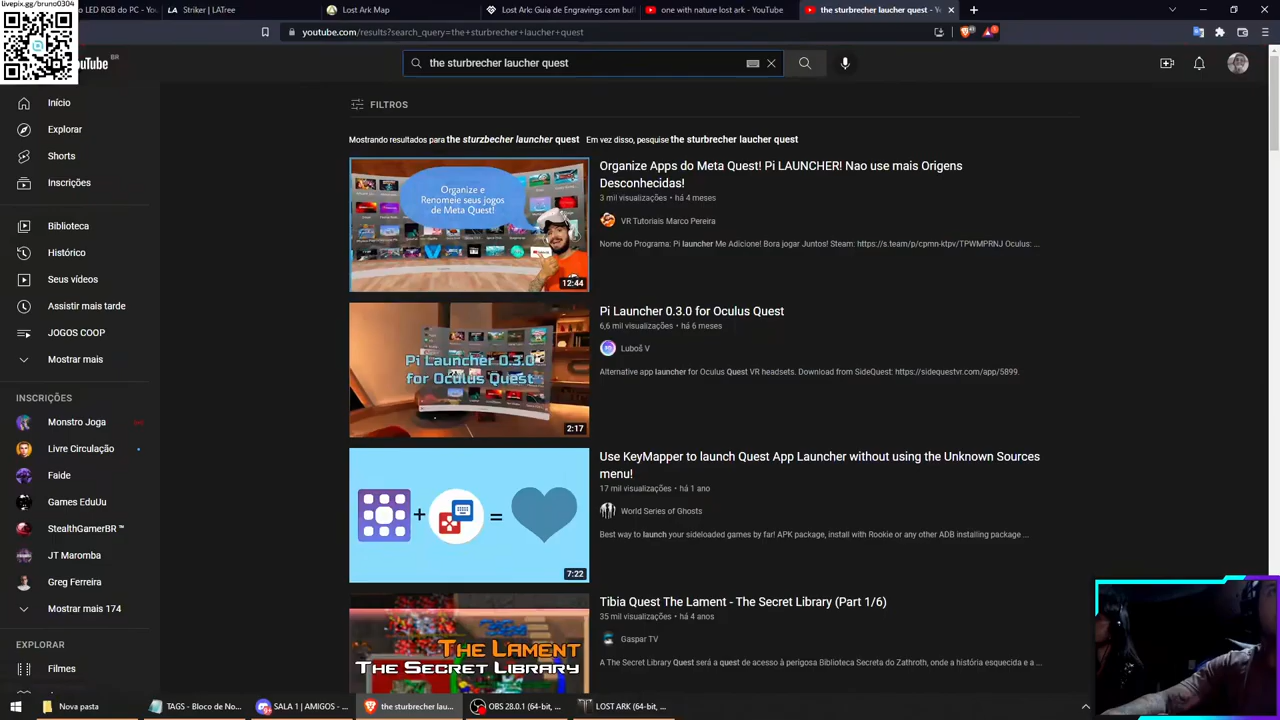 livepix.gg/bruno0304
LED RGB do PC do
Striker | LATree
Lost Ark Map
Lost Ark: Guia de Engravings com buf
one with nature lost ark - YouTube
the sturbrecher laucher quest - Yo
youtube.com/results?search_query=the+sturbrecher+laucher+quest
BR
the sturbrecher laucher quest
Início
Explorar
Shorts
Inscrições
Biblioteca
Histórico
Seus vídeos
Assistir mais tarde
JOGOS COOP
Mostrar mais
INSCRIÇÕES
Monstro Joga
Livre Circulação
Faide
Games EduUu
StealthGamerBR ™
JT Maromba
Greg Ferreira
Mostrar mais 174
EXPLORAR
Filmes
FILTROS
Mostrando resultados para the sturzbecher launcher quest Em vez disso, pesquise the sturbrecher laucher quest
Organize e
Renomeie seus jogos
de Meta Quest!
12:44
Organize Apps do Meta Quest! Pi LAUNCHER! Nao use mais Origens
Desconhecidas!
3 mil visualizações • há 4 meses
VR Tutoriais Marco Pereira
Nome do Programa: Pi launcher Me Adicione! Bora jogar Juntos! Steam: https://s.team/p/cpmn-ktpv/TPWMPRNJ Oculus: ...
Pi Launcher 0.3.0
for Oculus Quest
2:17
Pi Launcher 0.3.0 for Oculus Quest
6,6 mil visualizações • há 6 meses
Luboš V
Alternative app launcher for Oculus Quest VR headsets. Download from SideQuest: https://sidequestvr.com/app/5899.
+ =
7:22
Use KeyMapper to launch Quest App Launcher without using the Unknown Sources
menu!
17 mil visualizações • há 1 ano
World Series of Ghosts
Best way to launch your sideloaded games by far! APK package, install with Rookie or any other ADB installing package ...
THE LAMENT
THE SECRET LIBRARY
Tibia Quest The Lament - The Secret Library (Part 1/6)
35 mil visualizações • há 4 anos
Gaspar TV
A The Secret Library Quest será a quest de acesso à perigosa Biblioteca Secreta do Zathroth, onde a história esquecida e a ...
Nova pasta
TAGS - Bloco de No...
SALA 1 | AMIGOS - ...
the sturbrecher lau...
OBS 28.0.1 (64-bit, ...
LOST ARK (64-bit, ...